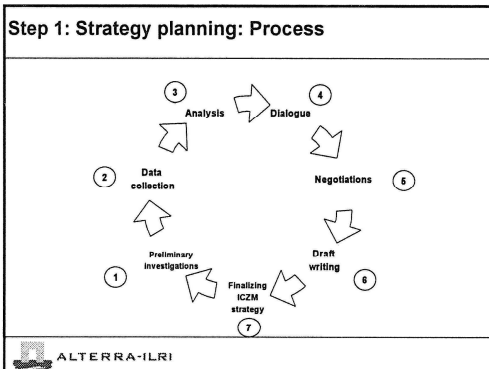 Step 1: Strategy planning: Process
3
4
Analysis
Dialogue
2
Data
collection
Negotiations
5
1
Preliminary
investigations
Draft
writing
6
Finalizing
ICZM
strategy
7
ALTERRA-ILRI